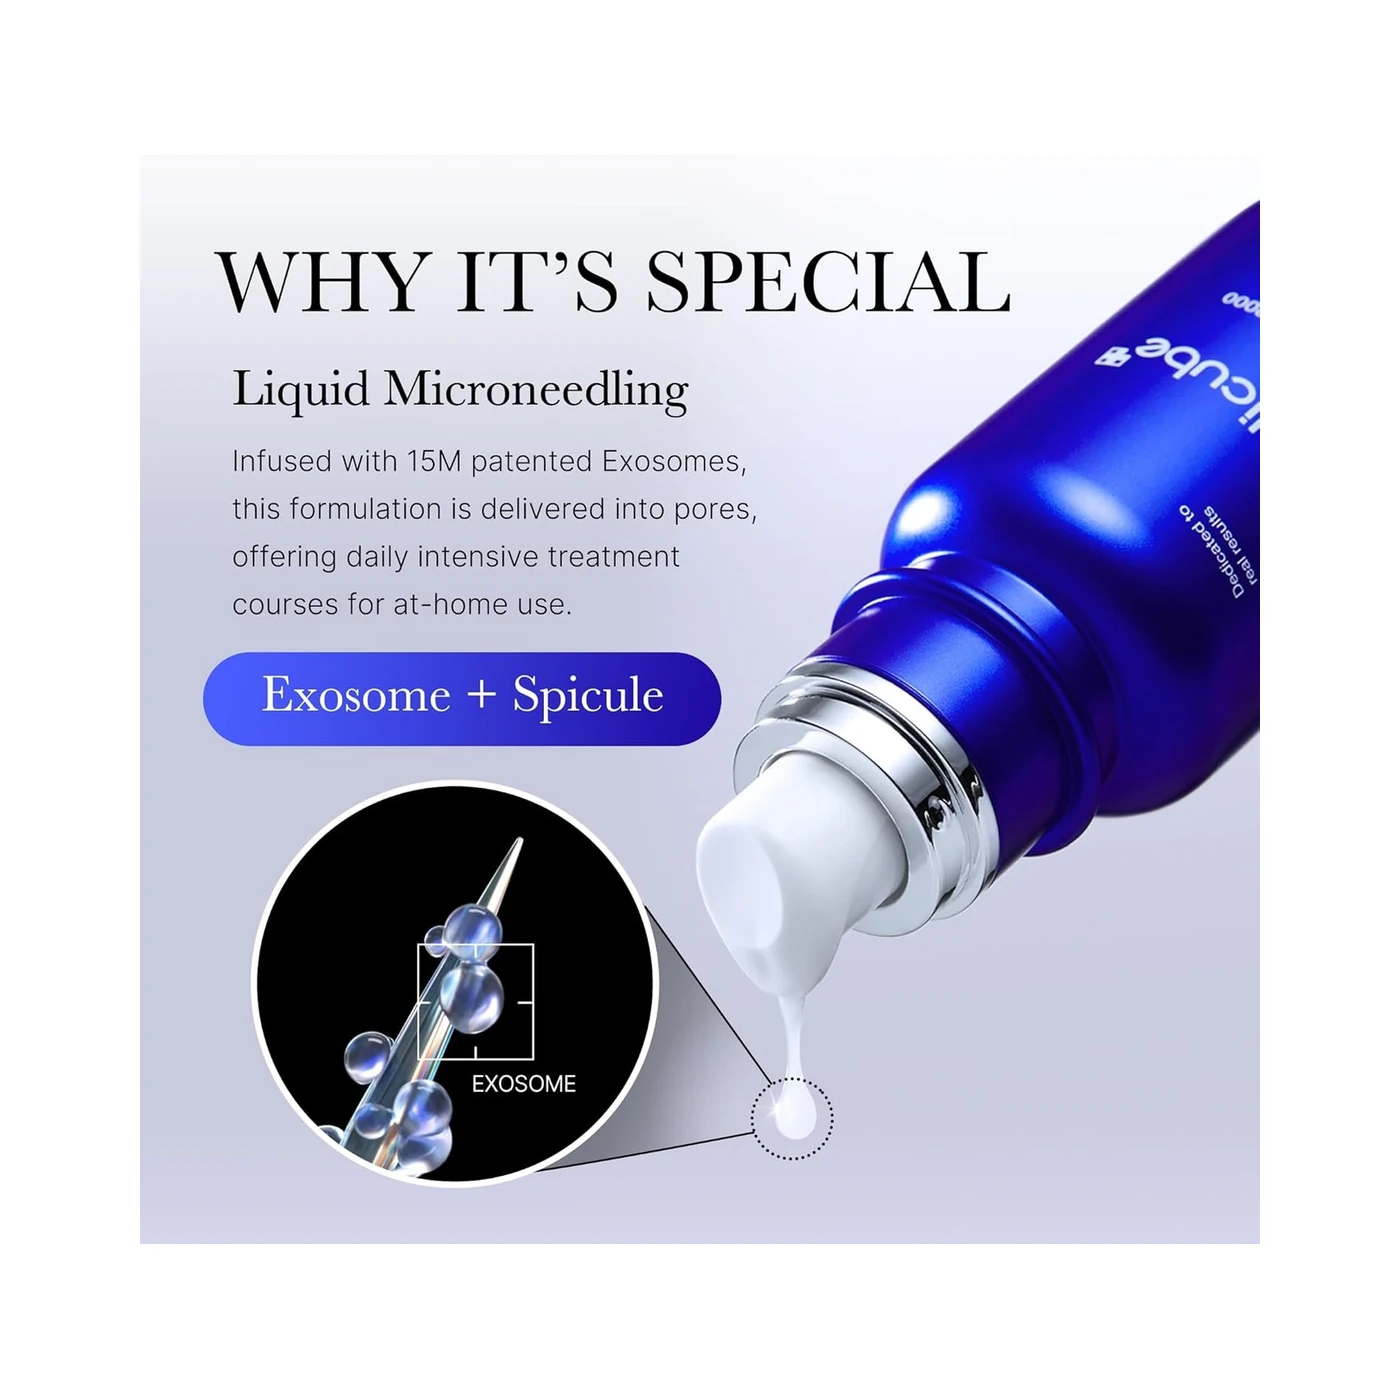 WHY IT’S SPECIAL
Liquid Microneedling
Infused with 15M patented Exosomes,
this formulation is delivered into pores,
offering daily intensive treatment
courses for at-home use.
Exosome + Spicule
EXOSOME
Dedicated to
real results